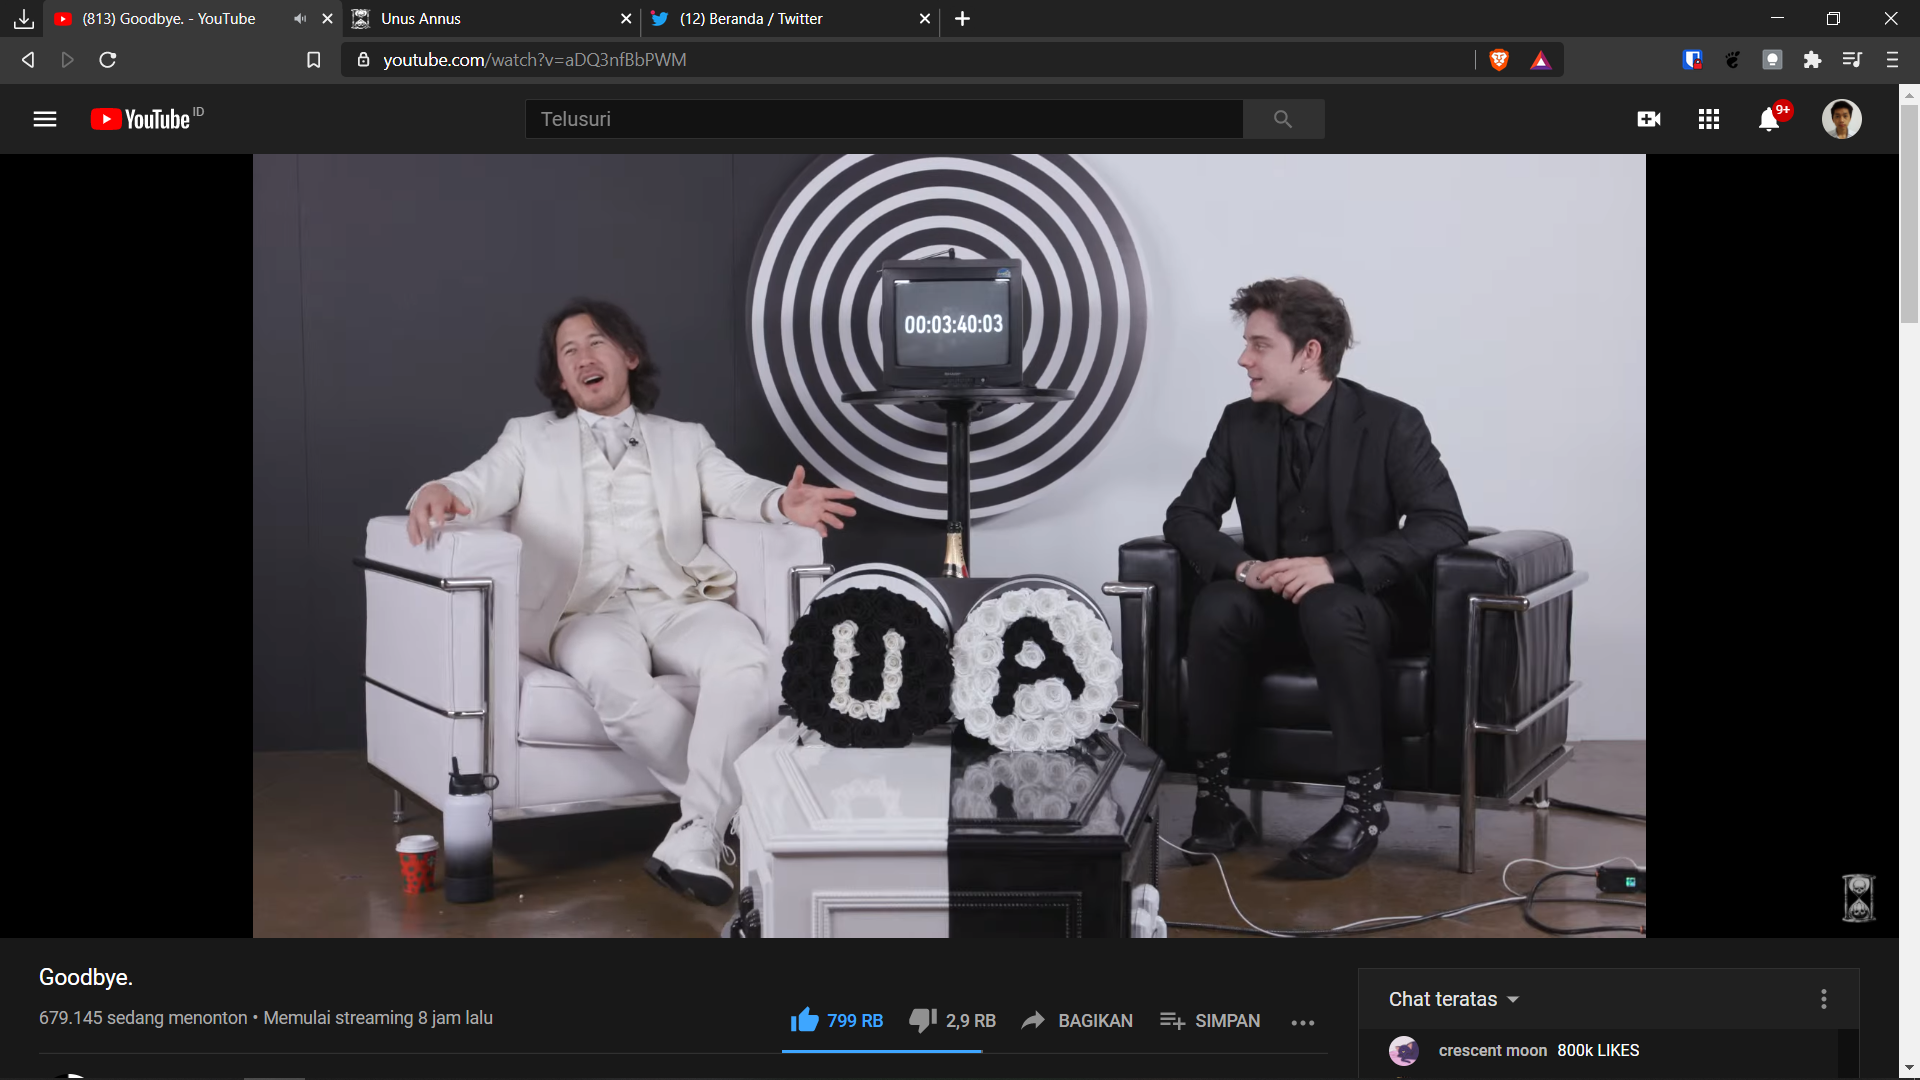 (813) Goodbye. - YouTube
Unus Annus
(12) Beranda / Twitter
youtube.com/watch?v=aDQ3nfBbPWM
YouTube ID
Telusuri
9+
00:03:40:03
U A
Goodbye.
679.145 sedang menonton • Memulai streaming 8 jam lalu
799 RB
2,9 RB
BAGIKAN
SIMPAN
Chat teratas
crescent moon 800k LIKES